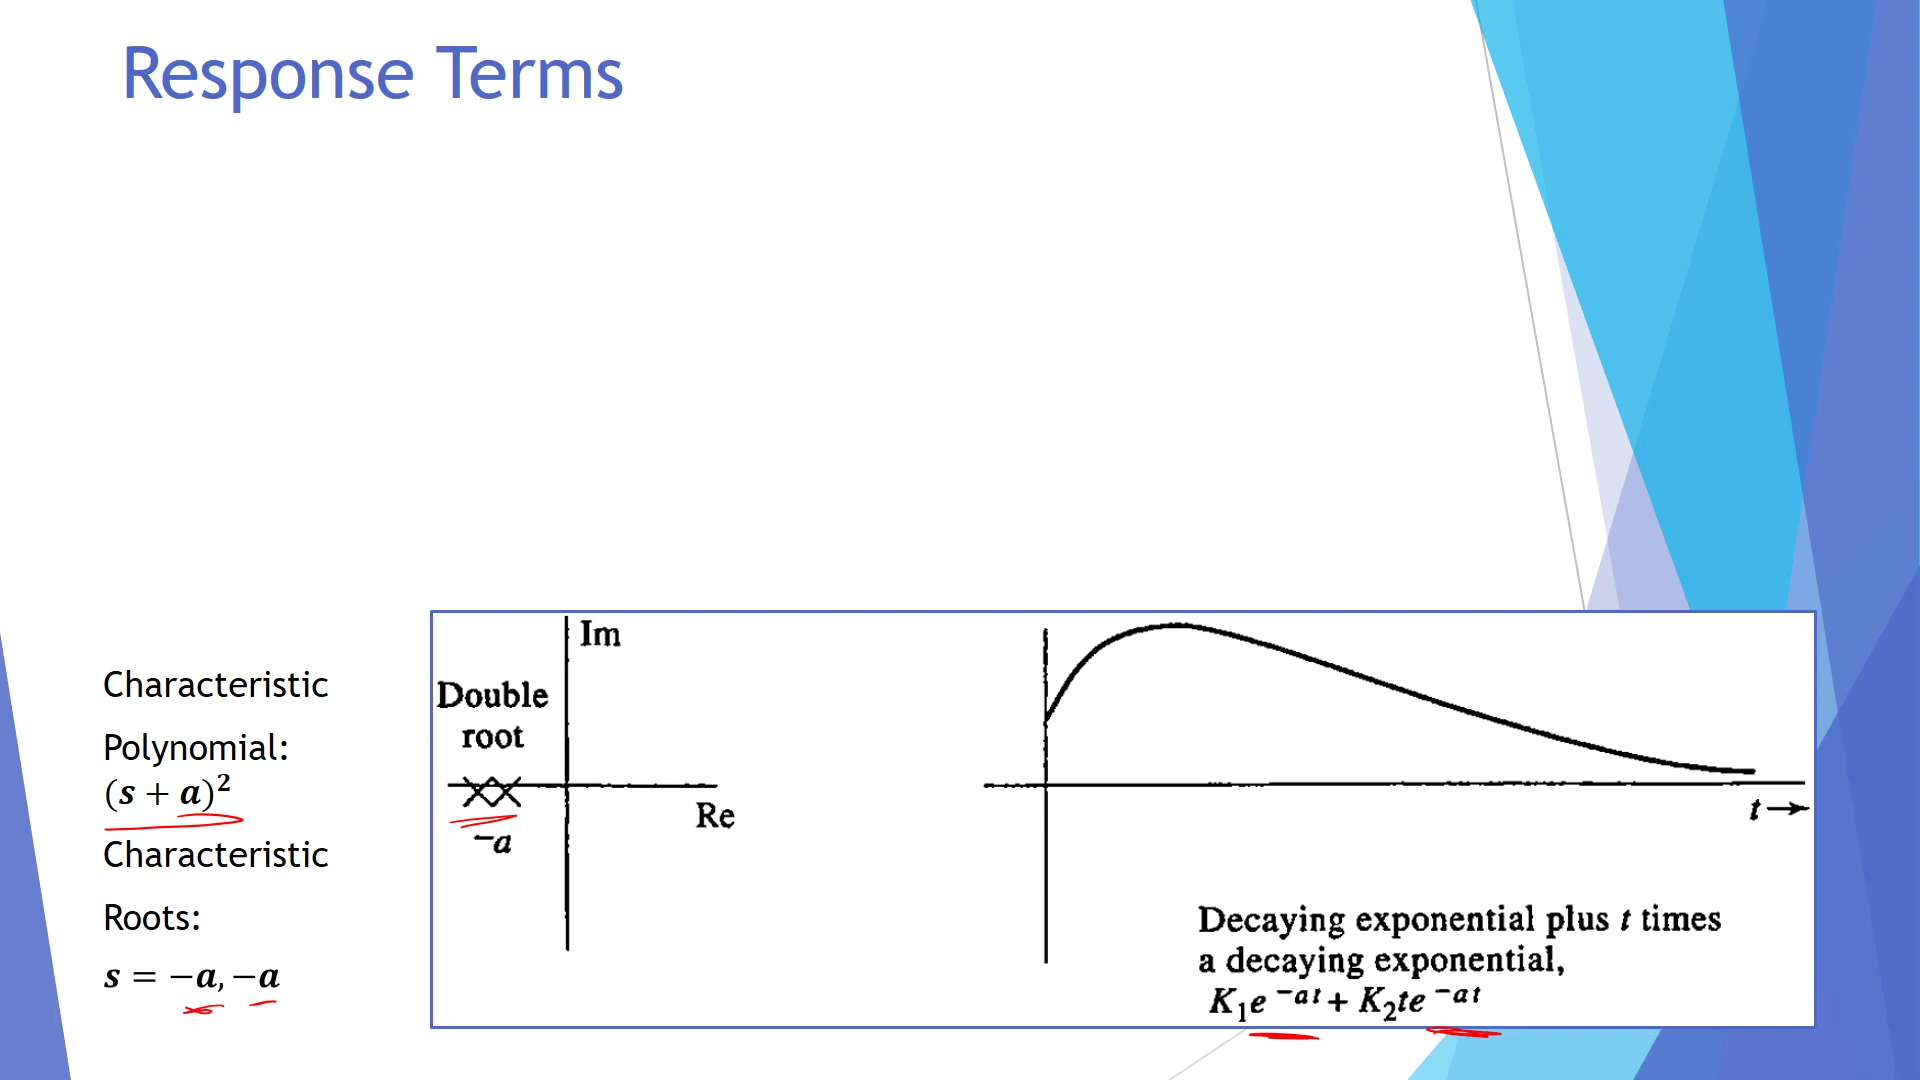 Response Terms
Characteristic
Polynomial:
(s + a)²
Characteristic
Roots:
s = −a, −a
Im
Double
root
Re
−a
t→
Decaying exponential plus t times
a decaying exponential,
K₁e⁻ᵃᵗ + K₂te⁻ᵃᵗ